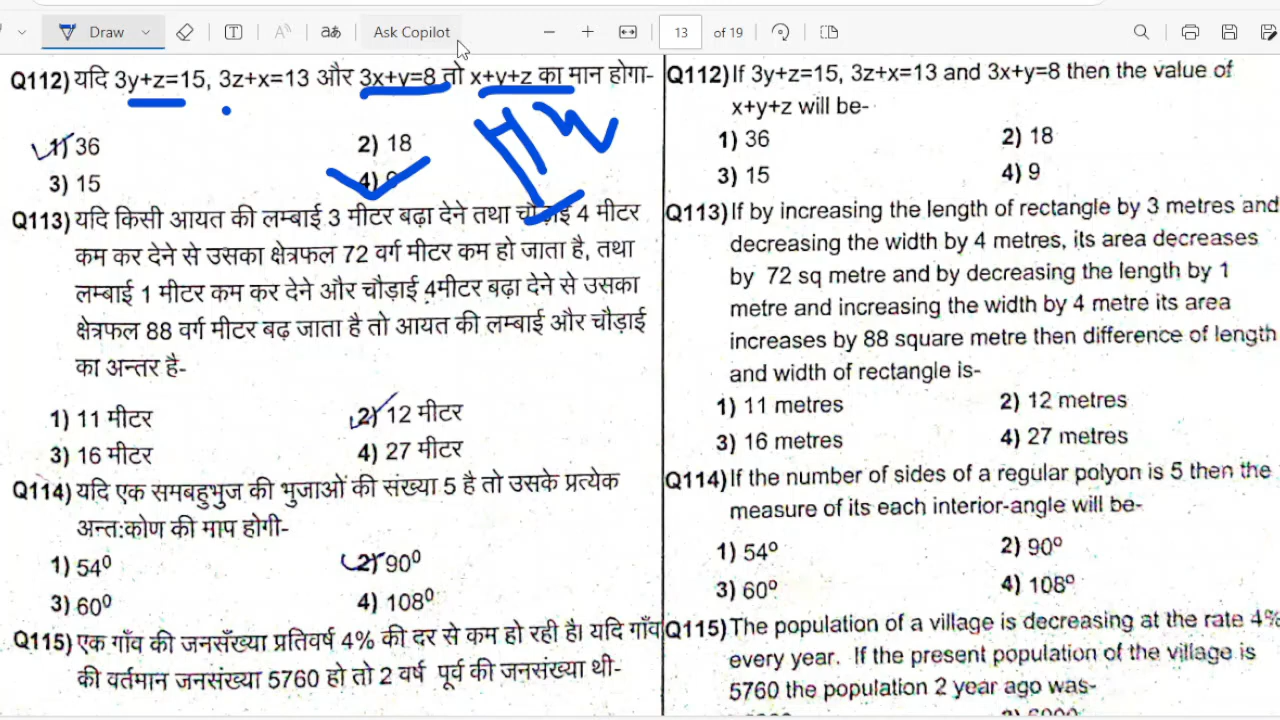 Draw
aあ
Ask Copilot
13 of 19
Q112) यदि 3y+z=15, 3z+x=13 और 3x+y=8 तो x+y+z का मान होगा-
1) 36
2) 18
3) 15
4) 9
Q113) यदि किसी आयत की लम्बाई 3 मीटर बढ़ा देने तथा चौड़ाई 4 मीटर
कम कर देने से उसका क्षेत्रफल 72 वर्ग मीटर कम हो जाता है, तथा
लम्बाई 1 मीटर कम कर देने और चौड़ाई 4मीटर बढ़ा देने से उसका
क्षेत्रफल 88 वर्ग मीटर बढ़ जाता है तो आयत की लम्बाई और चौड़ाई
का अन्तर है-
1) 11 मीटर
2) 12 मीटर
3) 16 मीटर
4) 27 मीटर
Q114) यदि एक समबहुभुज की भुजाओं की संख्या 5 है तो उसके प्रत्येक
अन्त:कोण की माप होगी-
1) 54⁰
2) 90⁰
3) 60⁰
4) 108⁰
Q115) एक गाँव की जनसँख्या प्रतिवर्ष 4% की दर से कम हो रही है। यदि गाँव
की वर्तमान जनसंख्या 5760 हो तो 2 वर्ष पूर्व की जनसंख्या थी-
Q112) If 3y+z=15, 3z+x=13 and 3x+y=8 then the value of
x+y+z will be-
1) 36
2) 18
3) 15
4) 9
Q113) If by increasing the length of rectangle by 3 metres and
decreasing the width by 4 metres, its area decreases
by 72 sq metre and by decreasing the length by 1
metre and increasing the width by 4 metre its area
increases by 88 square metre then difference of length
and width of rectangle is-
1) 11 metres
2) 12 metres
3) 16 metres
4) 27 metres
Q114) If the number of sides of a regular polyon is 5 then the
measure of its each interior-angle will be-
1) 54º
2) 90º
3) 60º
4) 108º
Q115) The population of a village is decreasing at the rate 4%
every year. If the present population of the village is
5760 the population 2 year ago was-